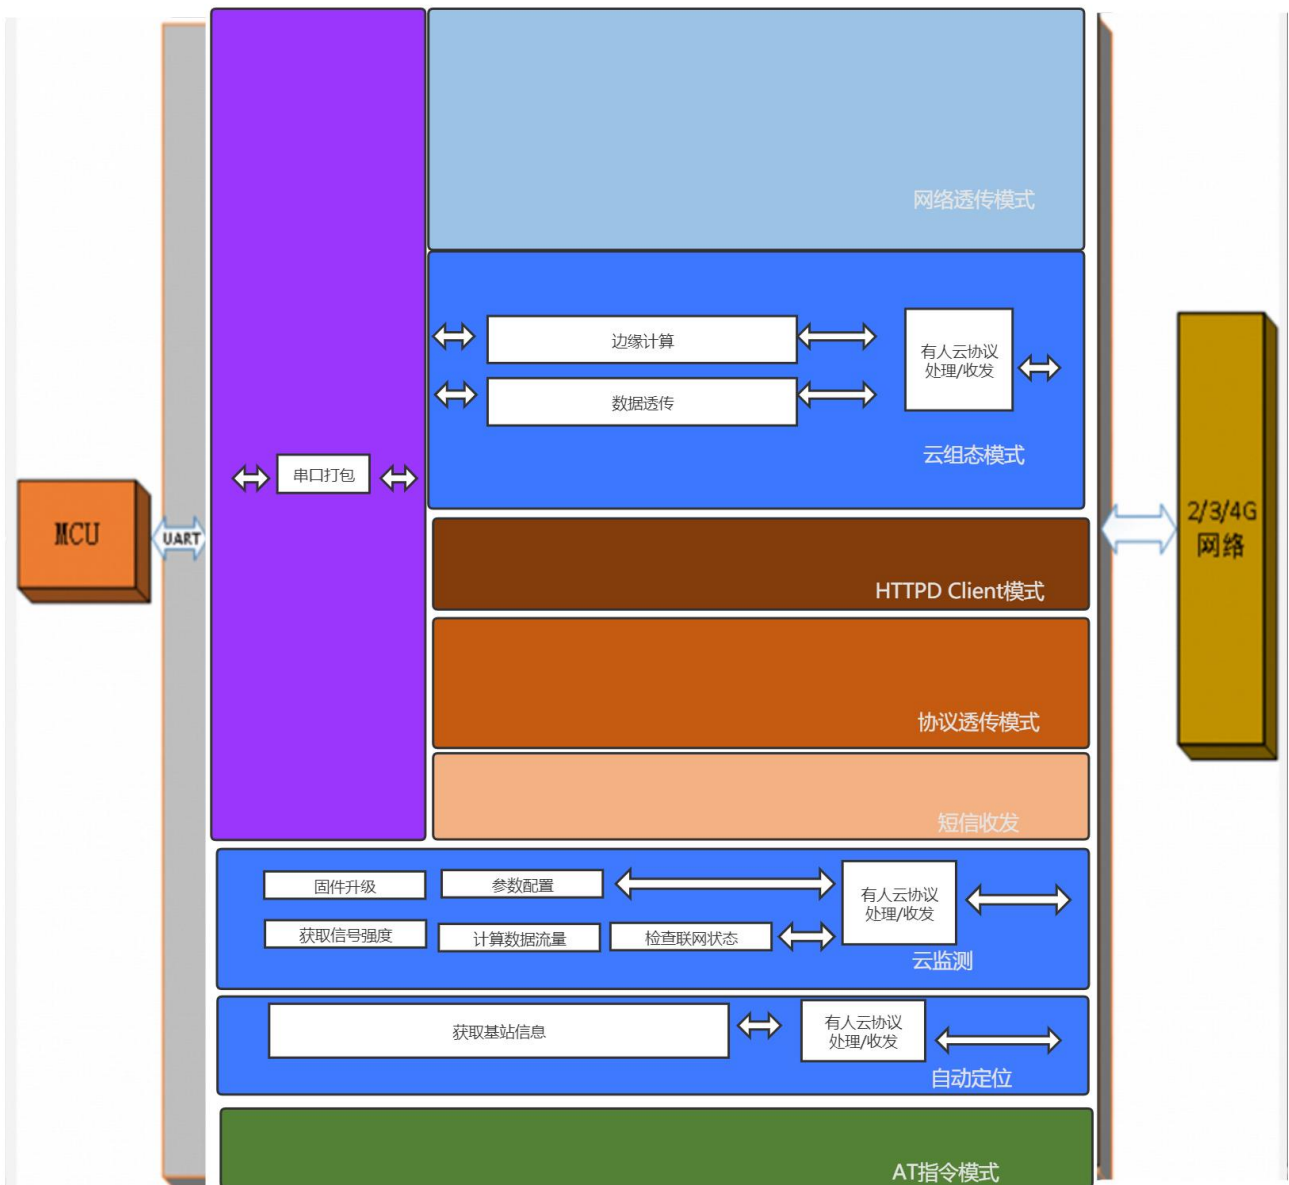 网络透传模式
边缘计算
有人云协议
处理/收发
数据透传
云组态模式
串口打包
MCU
UART
2/3/4G
网络
HTTPD Client模式
协议透传模式
短信收发
固件升级
参数配置
有人云协议
处理/收发
获取信号强度
计算数据流量
检查联网状态
云监测
获取基站信息
有人云协议
处理/收发
自动定位
AT指令模式